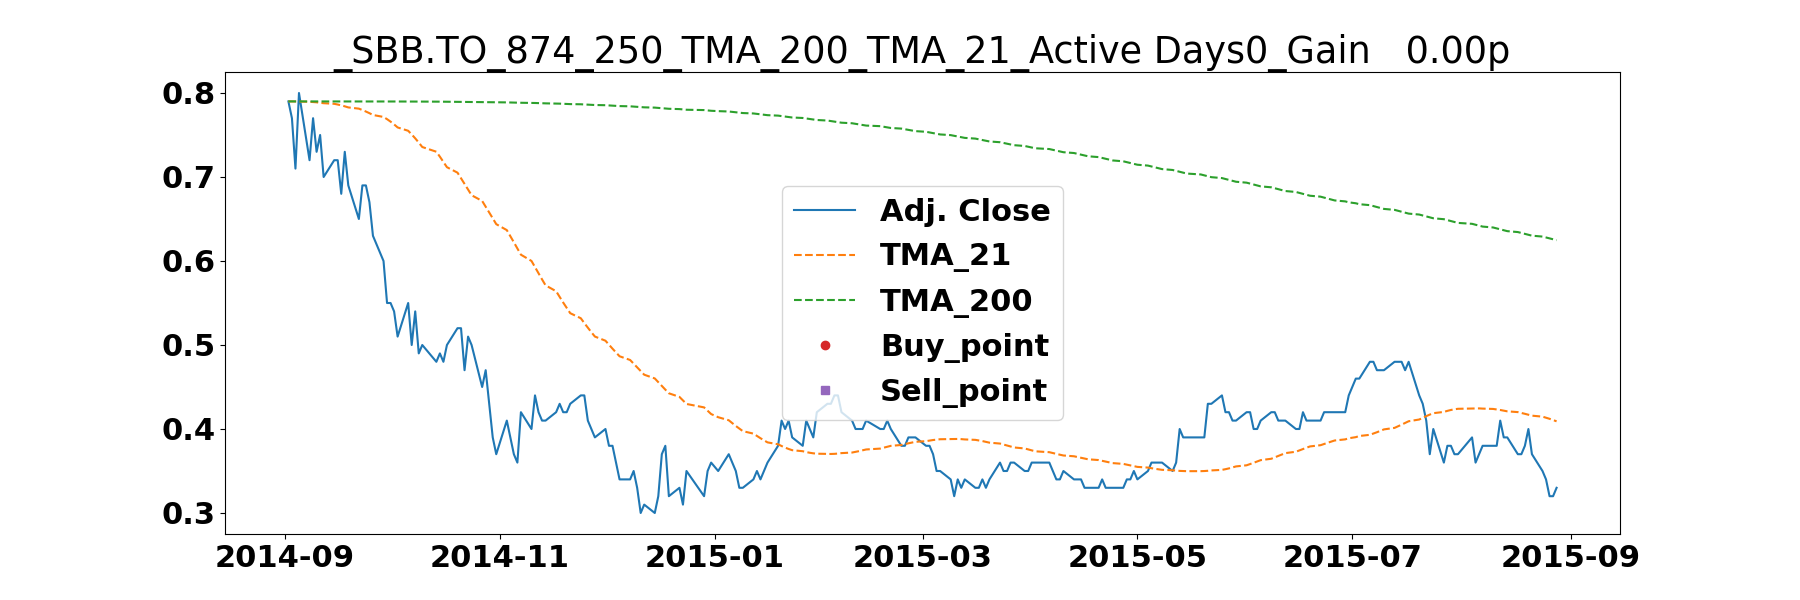 _SBB.TO_874_250_TMA_200_TMA_21_Active Days0_Gain   0.00p
0.8
0.7
0.6
0.5
0.4
0.3
Adj. Close
TMA_21
TMA_200
Buy_point
Sell_point
2014-09 2014-11 2015-01 2015-03 2015-05 2015-07 2015-09